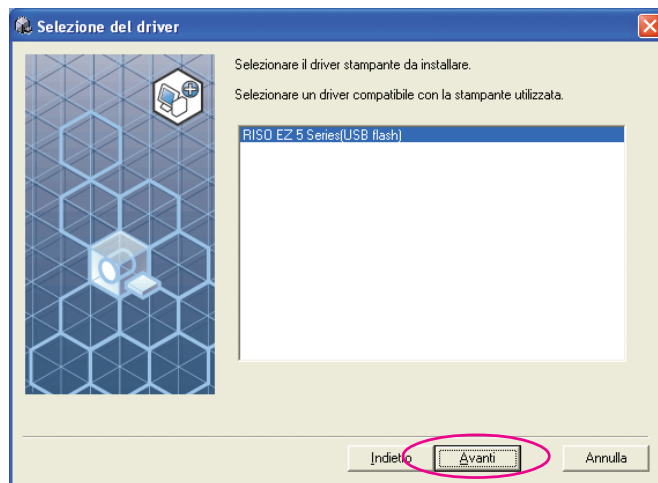 Selezione del driver
Selezionare il driver stampante da installare.
Selezionare un driver compatibile con la stampante utilizzata.
RISO EZ 5 Series(USB flash)
Indietro Avanti Annulla